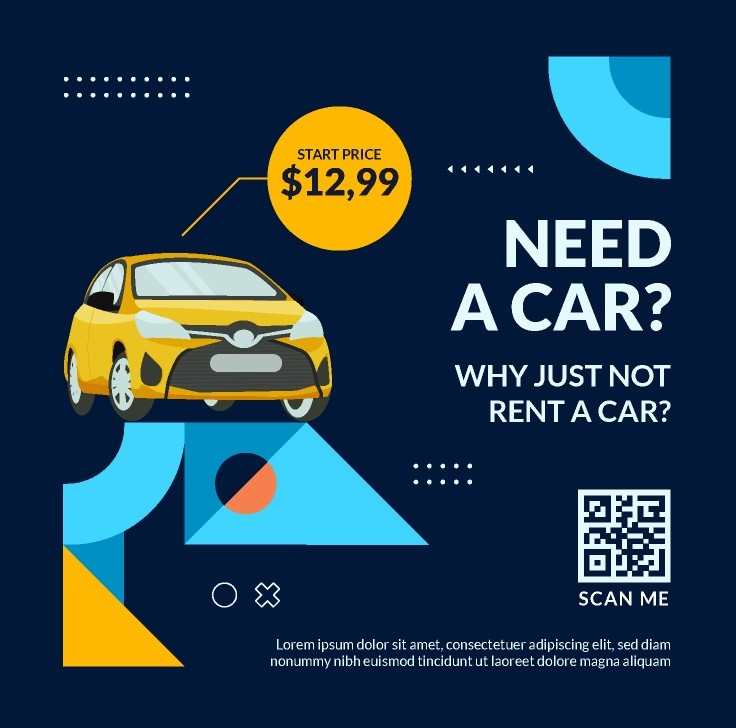 START PRICE
$12,99
NEED
A CAR?
WHY JUST NOT
RENT A CAR?
SCAN ME
Lorem ipsum dolor sit amet, consectetuer adipiscing elit, sed diam
nonummy nibh euismod tincidunt ut laoreet dolore magna aliquam